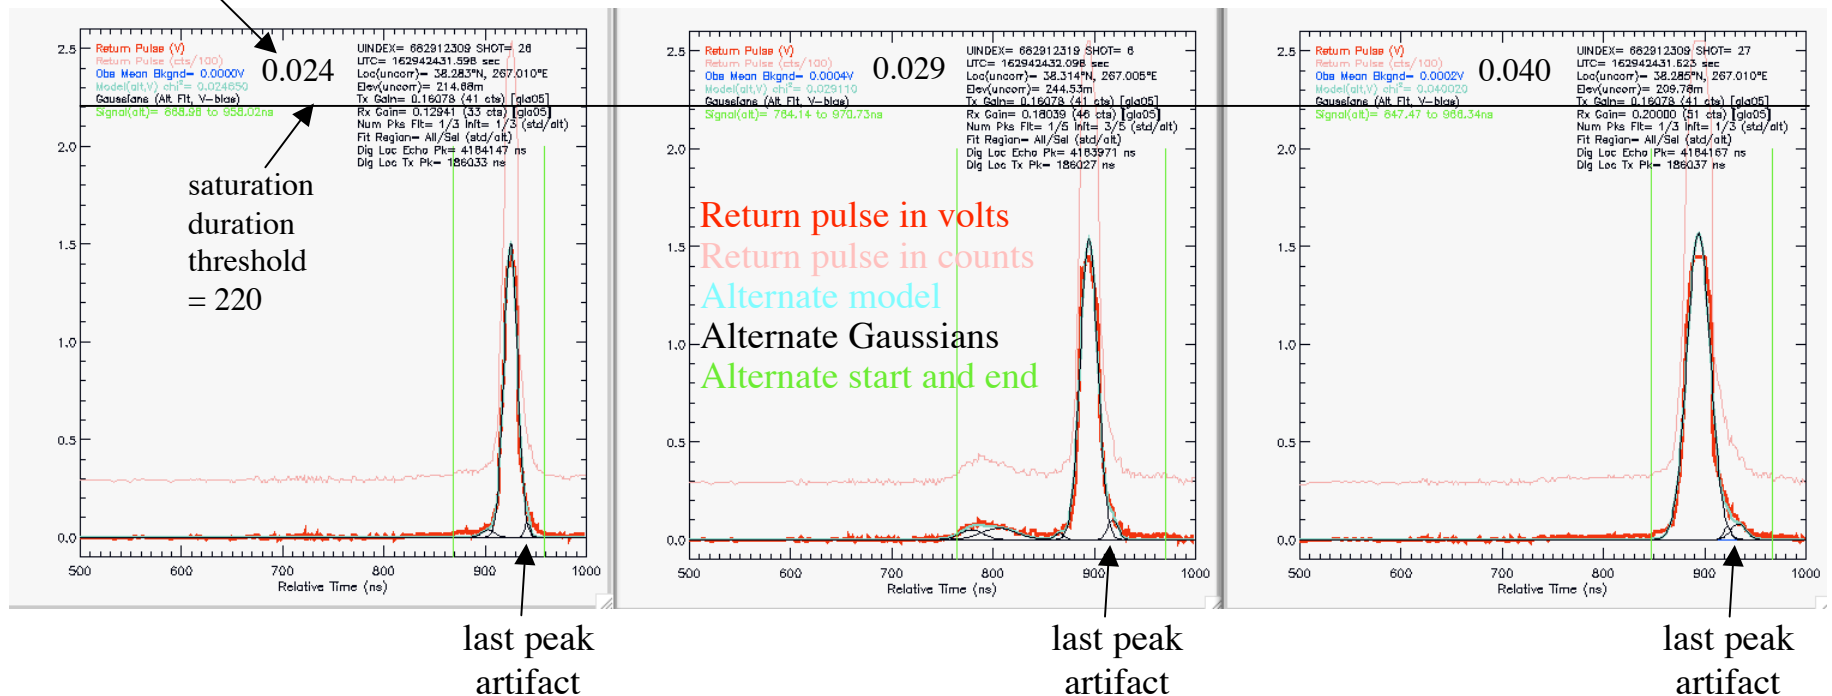 2.5
2.0
1.5
1.0
0.5
0.0
500 600 700 800 900 1000
Relative Time (ns)
Return Pulse (V)
Return Pulse (cts/100)
Obs Mean Bkgnd= 0.0000V
Model(alt,V) chi²= 0.024650
Gaussians (Alt Fit, V-bias)
0.024
UINDEX= 682912309 SHOT= 26
UTC= 162942431.598 sec
Loc(uncorr)= 38.283°N, 267.010°E
Elev(uncorr)= 214.88m
Tx Gain= 0.16078 (41 cts) [gla05]
Rx Gain= 0.12941 (33 cts) [gla05]
Num Pks Fit= 1/3 Init= 1/3 (std/alt)
Fit Region= All/Sel (std/alt)
Dig Loc Echo Pk= 4184147 ns
Dig Loc Tx Pk= 186033 ns
saturation
duration
threshold
= 220
last peak
artifact
2.5
2.0
1.5
1.0
0.5
0.0
500 600 700 800 900 1000
Relative Time (ns)
Return Pulse (V)
Return Pulse (cts/100)
Obs Mean Bkgnd= 0.0004V
Model(alt,V) chi²= 0.029110
Gaussians (Alt Fit, V-bias)
Signal(alt)= 764.14 to 970.73ns
0.029
UINDEX= 662912319 SHOT= 6
UTC= 162942432.098 sec
Loc(uncorr)= 38.314°N, 267.005°E
Elev(uncorr)= 244.53m
Tx Gain= 0.16078 (41 cts) [gla05]
Rx Gain= 0.18039 (46 cts) [gla05]
Num Pks Fit= 1/5 Init= 3/5 (std/alt)
Fit Region= All/Sel (std/alt)
Dig Loc Echo Pk= 4183971 ns
Dig Loc Tx Pk= 186027 ns
Return pulse in volts
Return pulse in counts
Alternate model
Alternate Gaussians
Alternate start and end
last peak
artifact
2.5
2.0
1.5
1.0
0.5
0.0
500 600 700 800 900 1000
Relative Time (ns)
Return Pulse (V)
Return Pulse (cts/100)
Obs Mean Bkgnd= 0.0002V
Model(alt,V) chi²= 0.040020
Gaussians (Alt Fit, V-bias)
0.040
UINDEX= 662912309 SHOT= 27
UTC= 162942431.623 sec
Loc(uncorr)= 38.285°N, 267.010°E
Elev(uncorr)= 209.78m
Tx Gain= 0.16078 (41 cts) [gla05]
Rx Gain= 0.20000 (51 cts) [gla05]
Num Pks Fit= 1/3 Init= 1/3 (std/alt)
Fit Region= All/Sel (std/alt)
Dig Loc Echo Pk= 4184167 ns
Dig Loc Tx Pk= 186037 ns
last peak
artifact